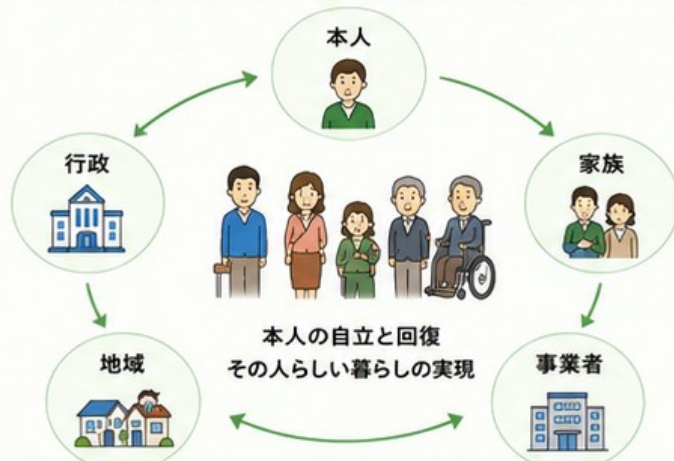 本人
行政
家族
本人の自立と回復
その人らしい暮らしの実現
地域
事業者